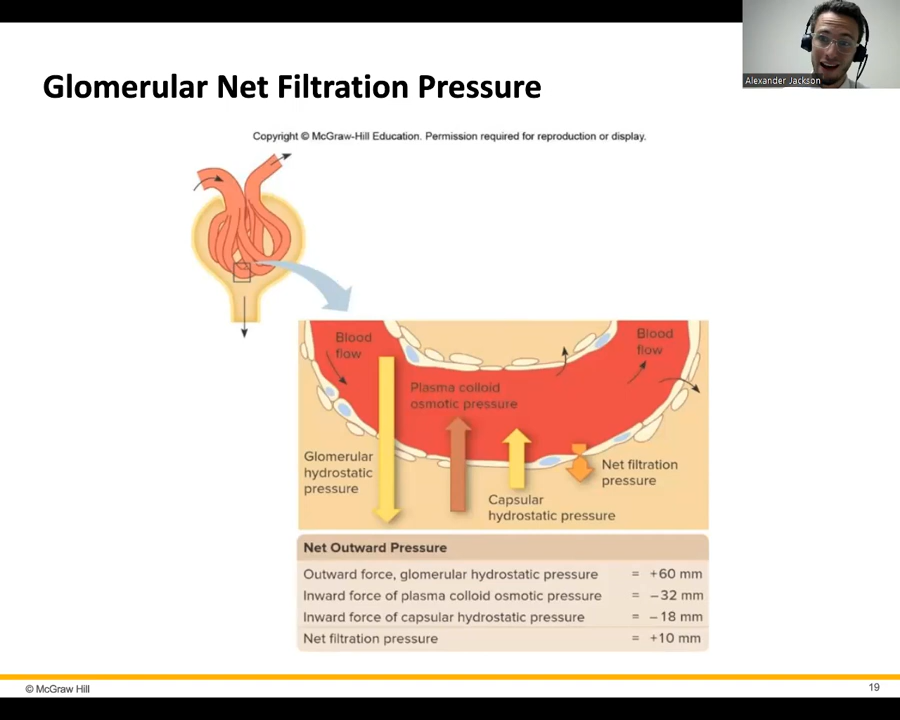 Alexander Jackson
Glomerular Net Filtration Pressure
Copyright © McGraw-Hill Education. Permission required for reproduction or display.
Blood
flow
Blood
flow
Plasma colloid
osmotic pressure
Glomerular
hydrostatic
pressure
Net filtration
pressure
Capsular
hydrostatic pressure
Net Outward Pressure
Outward force, glomerular hydrostatic pressure = +60 mm
Inward force of plasma colloid osmotic pressure = −32 mm
Inward force of capsular hydrostatic pressure = −18 mm
Net filtration pressure = +10 mm
© McGraw Hill
19